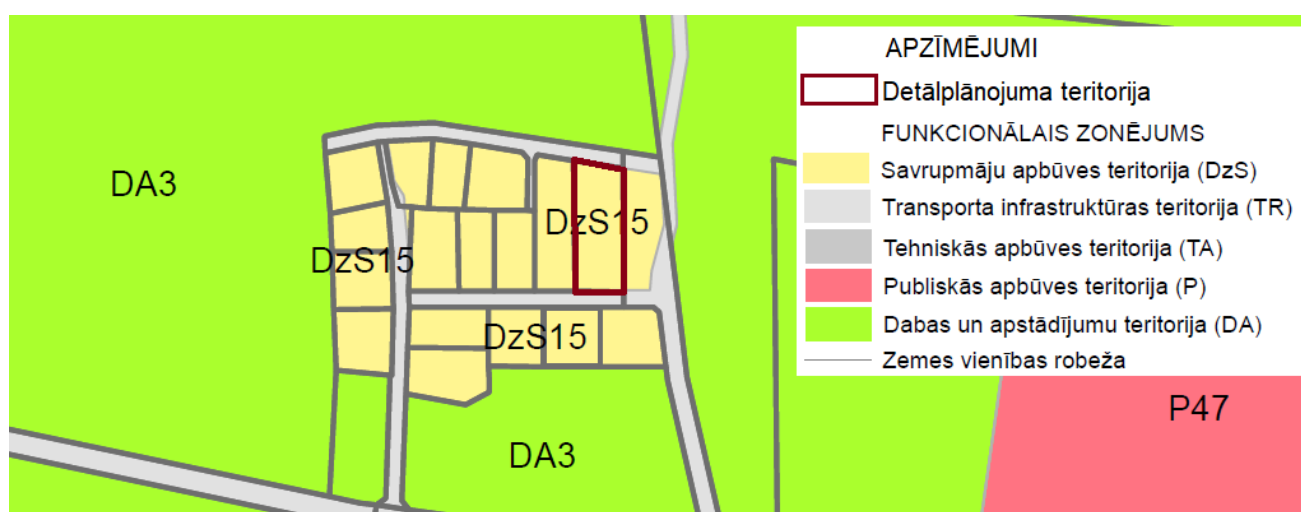 APZĪMĒJUMI
Detālplānojuma teritorija
FUNKCIONĀLAIS ZONĒJUMS
Savrupmāju apbūves teritorija (DzS)
Transporta infrastruktūras teritorija (TR)
Tehniskās apbūves teritorija (TA)
Publiskās apbūves teritorija (P)
Dabas un apstādījumu teritorija (DA)
Zemes vienības robeža
DA3
DzS15
DzS15
DzS15
DA3
P47